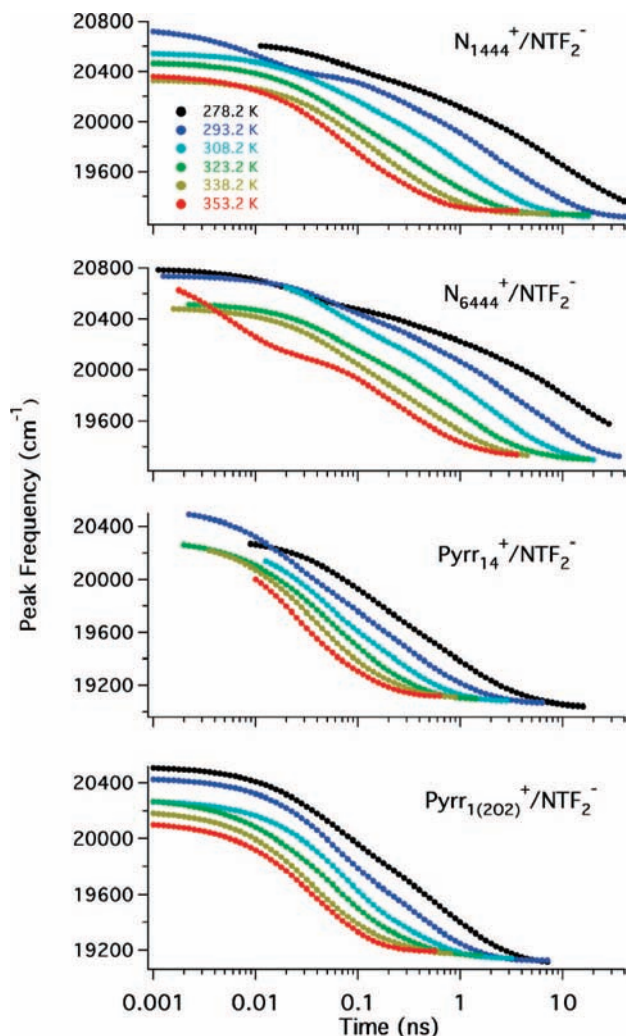 20800
20400
20000
19600
N1444+/NTF2-
278.2 K
293.2 K
308.2 K
323.2 K
338.2 K
353.2 K
20800
20400
20000
19600
N6444+/NTF2-
Peak Frequency (cm-1)
20400
20000
19600
19200
Pyrr14+/NTF2-
20400
20000
19600
19200
Pyrr1(202)+/NTF2-
0.001
0.01
0.1
1
10
Time (ns)